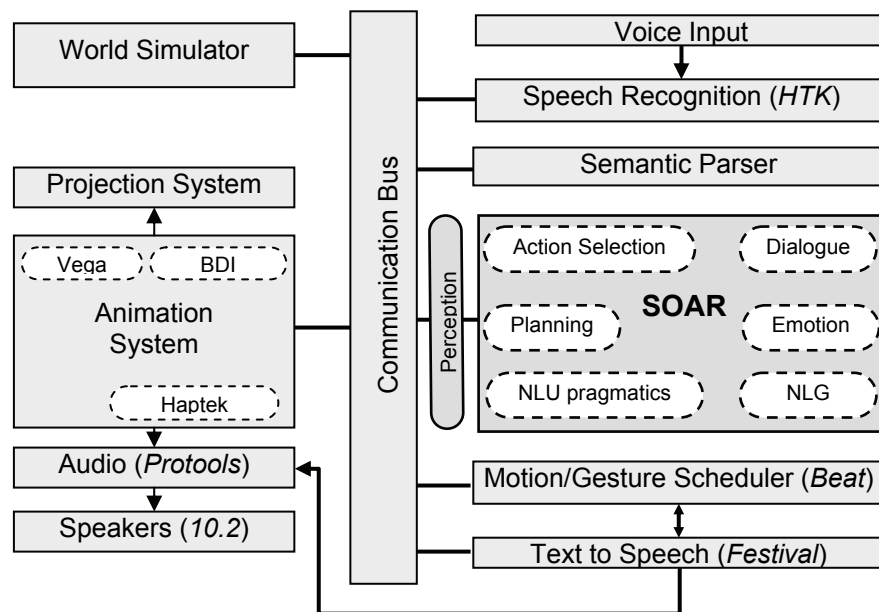 World Simulator
Projection System
Vega
BDI
Animation
System
Haptek
Audio (Protools)
Speakers (10.2)
Communication Bus
Voice Input
Speech Recognition (HTK)
Semantic Parser
Perception
Action Selection
Dialogue
SOAR
Planning
Emotion
NLU pragmatics
NLG
Motion/Gesture Scheduler (Beat)
Text to Speech (Festival)